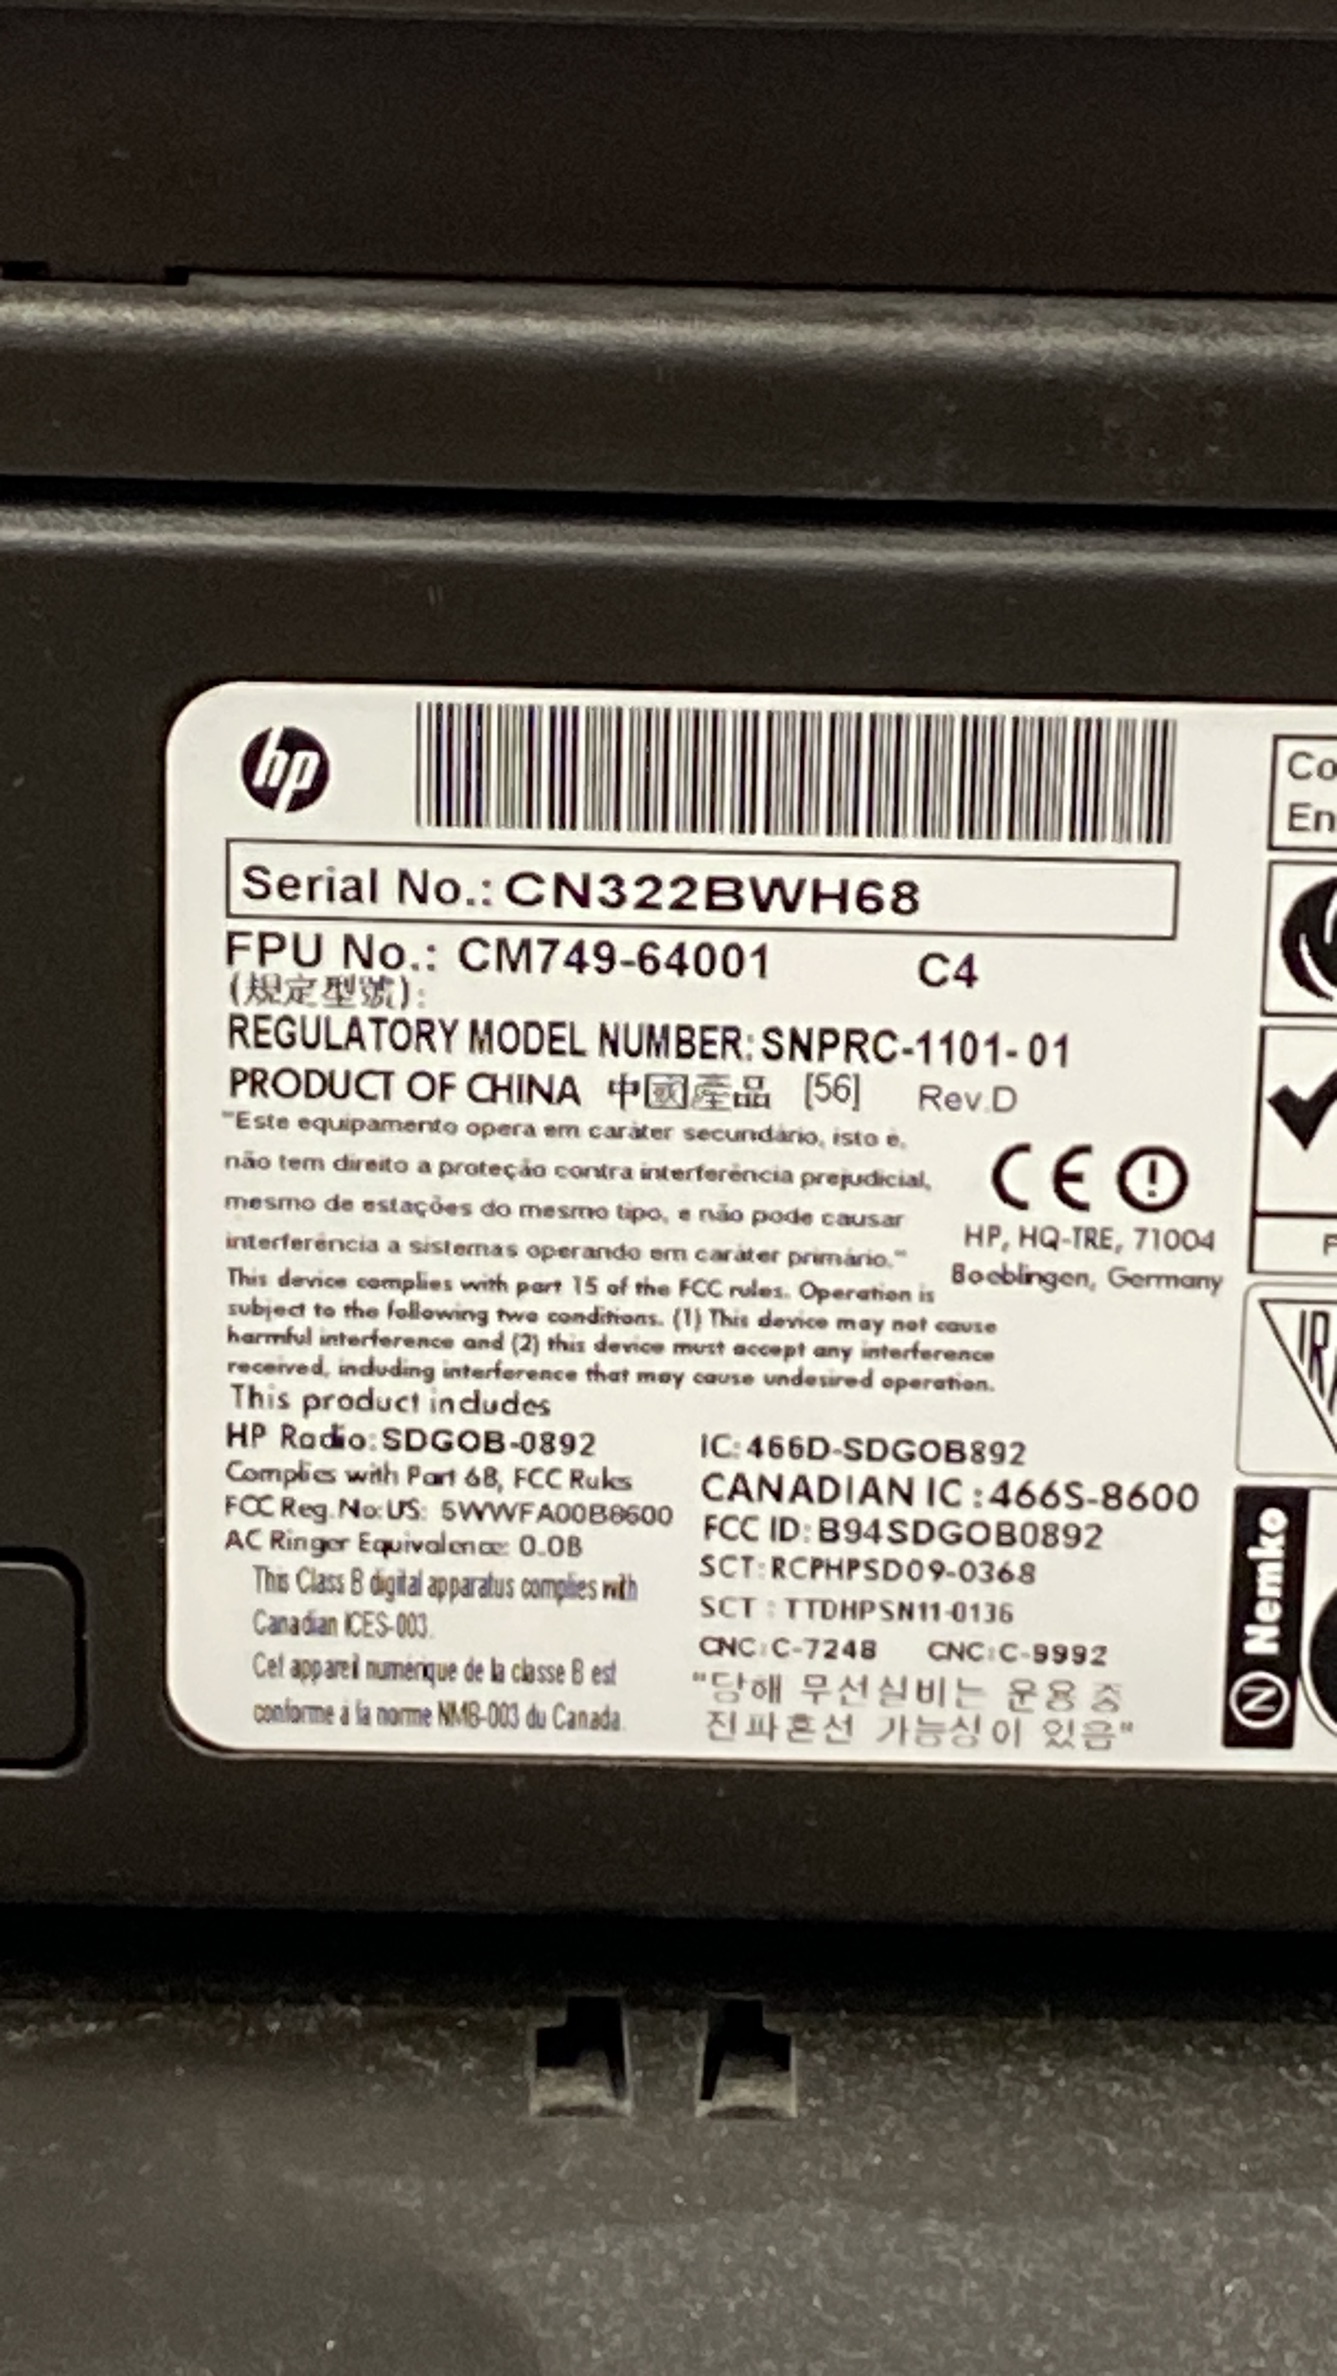 hp
Serial No.: CN322BWH68
FPU No.: CM749-64001 C4
(規定型號):
REGULATORY MODEL NUMBER: SNPRC-1101-01
PRODUCT OF CHINA 中國產品 [56] Rev.D
"Este equipamento opera em caráter secundário, isto é,
não tem direito a proteção contra interferência prejudicial,
mesmo de estações do mesmo tipo, e não pode causar
interferência a sistemas operando em caráter primário."
CE
HP, HQ-TRE, 71004
Boeblingen, Germany
This device complies with part 15 of the FCC rules. Operation is
subject to the following two conditions. (1) This device may not cause
harmful interference and (2) this device must accept any interference
received, including interference that may cause undesired operation.
This product includes
HP Radio: SDGOB-0892
Complies with Part 68, FCC Rules
FCC Reg. No: US: 5WWFA00B8600
AC Ringer Equivalence: 0.0B
This Class B digital apparatus complies with
Canadian ICES-003.
Cet appareil numérique de la classe B est
conforme à la norme NMB-003 du Canada.
IC: 466D-SDGOB892
CANADIAN IC : 466S-8600
FCC ID: B94SDGOB0892
SCT: RCPHPSD09-0368
SCT : TTDHPSN11-0136
CNC: C-7248 CNC: C-9992
"당해 무선설비는 운용 중
전파혼선 가능성이 있음"
Co
En
F
IR
N Nemko